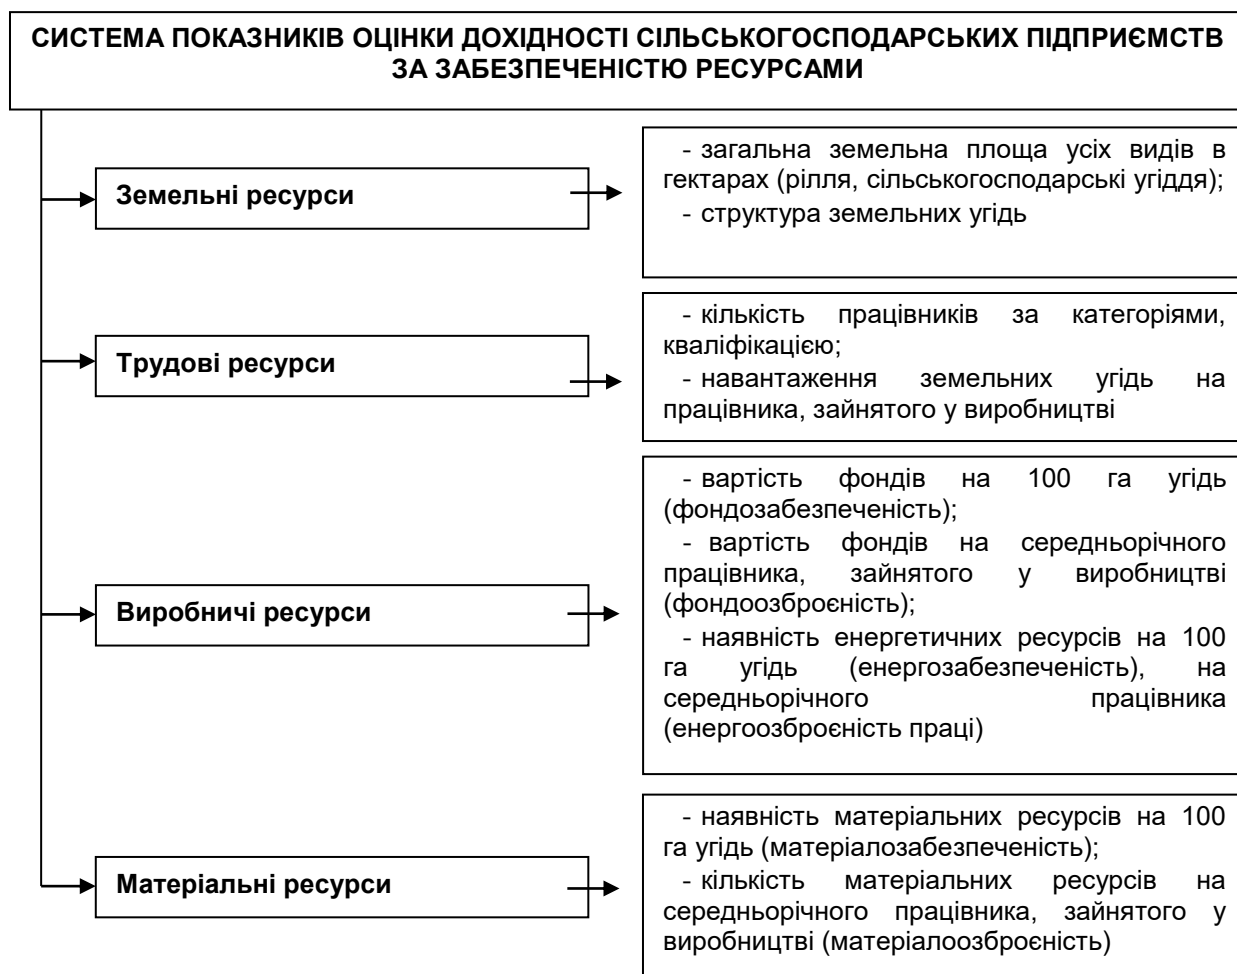 СИСТЕМА ПОКАЗНИКІВ ОЦІНКИ ДОХІДНОСТІ СІЛЬСЬКОГОСПОДАРСЬКИХ ПІДПРИЄМСТВ
ЗА ЗАБЕЗПЕЧЕНІСТЮ РЕСУРСАМИ
Земельні ресурси
- загальна земельна площа усіх видів в
гектарах (рілля, сільськогосподарські угіддя);
- структура земельних угідь
Трудові ресурси
- кількість працівників за категоріями,
кваліфікацією;
- навантаження земельних угідь на
працівника, зайнятого у виробництві
Виробничі ресурси
- вартість фондів на 100 га угідь
(фондозабезпеченість);
- вартість фондів на середньорічного
працівника, зайнятого у виробництві
(фондоозброєність);
- наявність енергетичних ресурсів на 100
га угідь (енергозабезпеченість), на
середньорічного працівника
(енергоозброєність праці)
Матеріальні ресурси
- наявність матеріальних ресурсів на 100
га угідь (матеріалозабезпеченість);
- кількість матеріальних ресурсів на
середньорічного працівника, зайнятого у
виробництві (матеріалоозброєність)